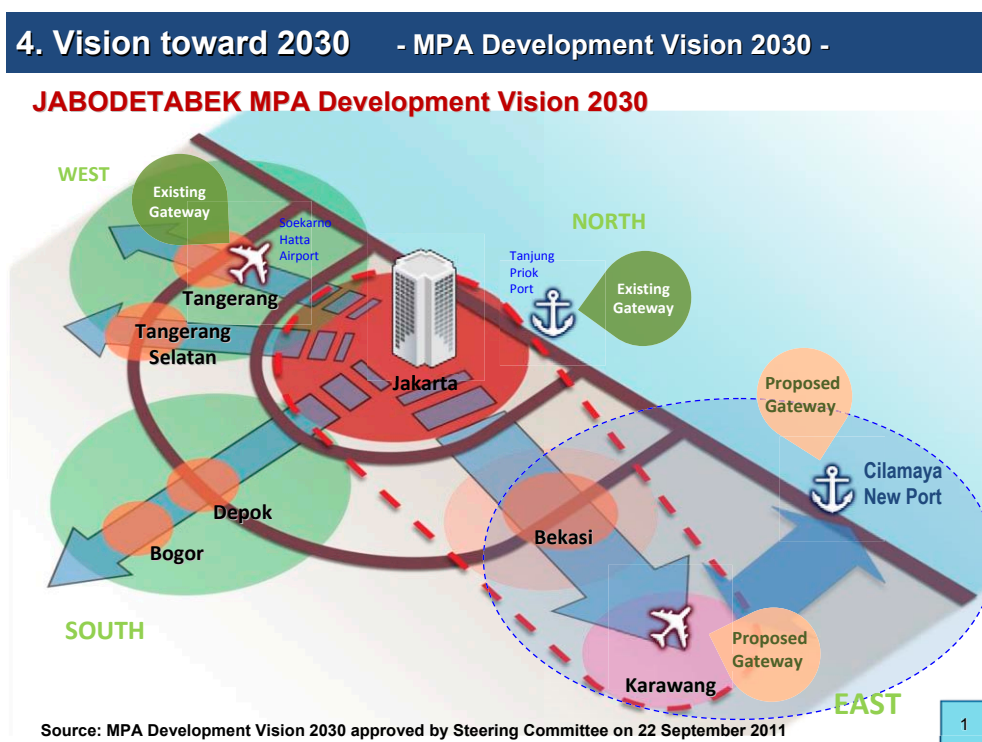 4. Vision toward 2030 - MPA Development Vision 2030 -
JABODETABEK MPA Development Vision 2030
WEST
Existing
Gateway
Soekarno
Hatta
Airport
NORTH
Tanjung
Priok
Port
Existing
Gateway
Tangerang
Tangerang
Selatan
Jakarta
Proposed
Gateway
Cilamaya
New Port
Depok
Bogor
Bekasi
SOUTH
Proposed
Gateway
Karawang
EAST
Source: MPA Development Vision 2030 approved by Steering Committee on 22 September 2011
1